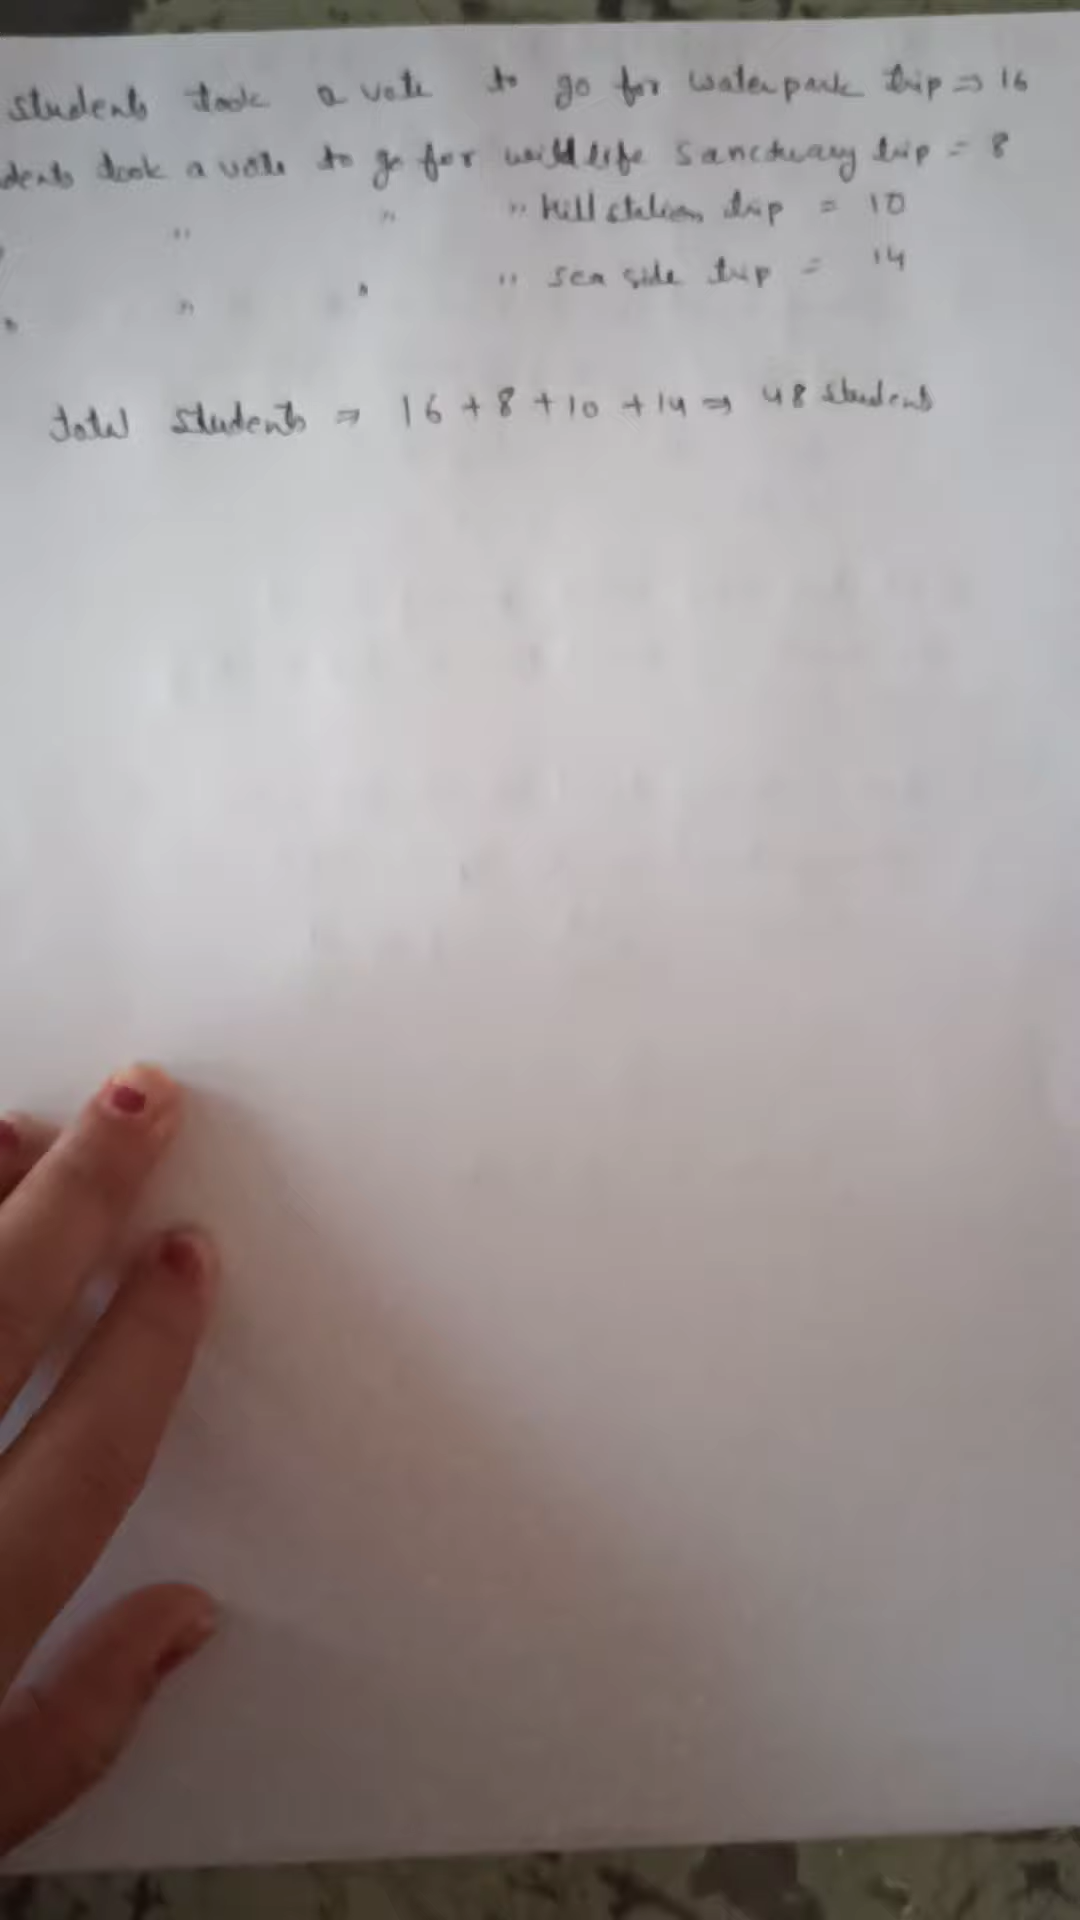 students took a vote to go for waterpark trip ⇒ 16
dents took a vote to go for wildlife Sanctuary trip = 8
" " " hill station trip = 10
" " " " sea side trip = 14
total students ⇒ 16 + 8 + 10 + 14 ⇒ 48 students